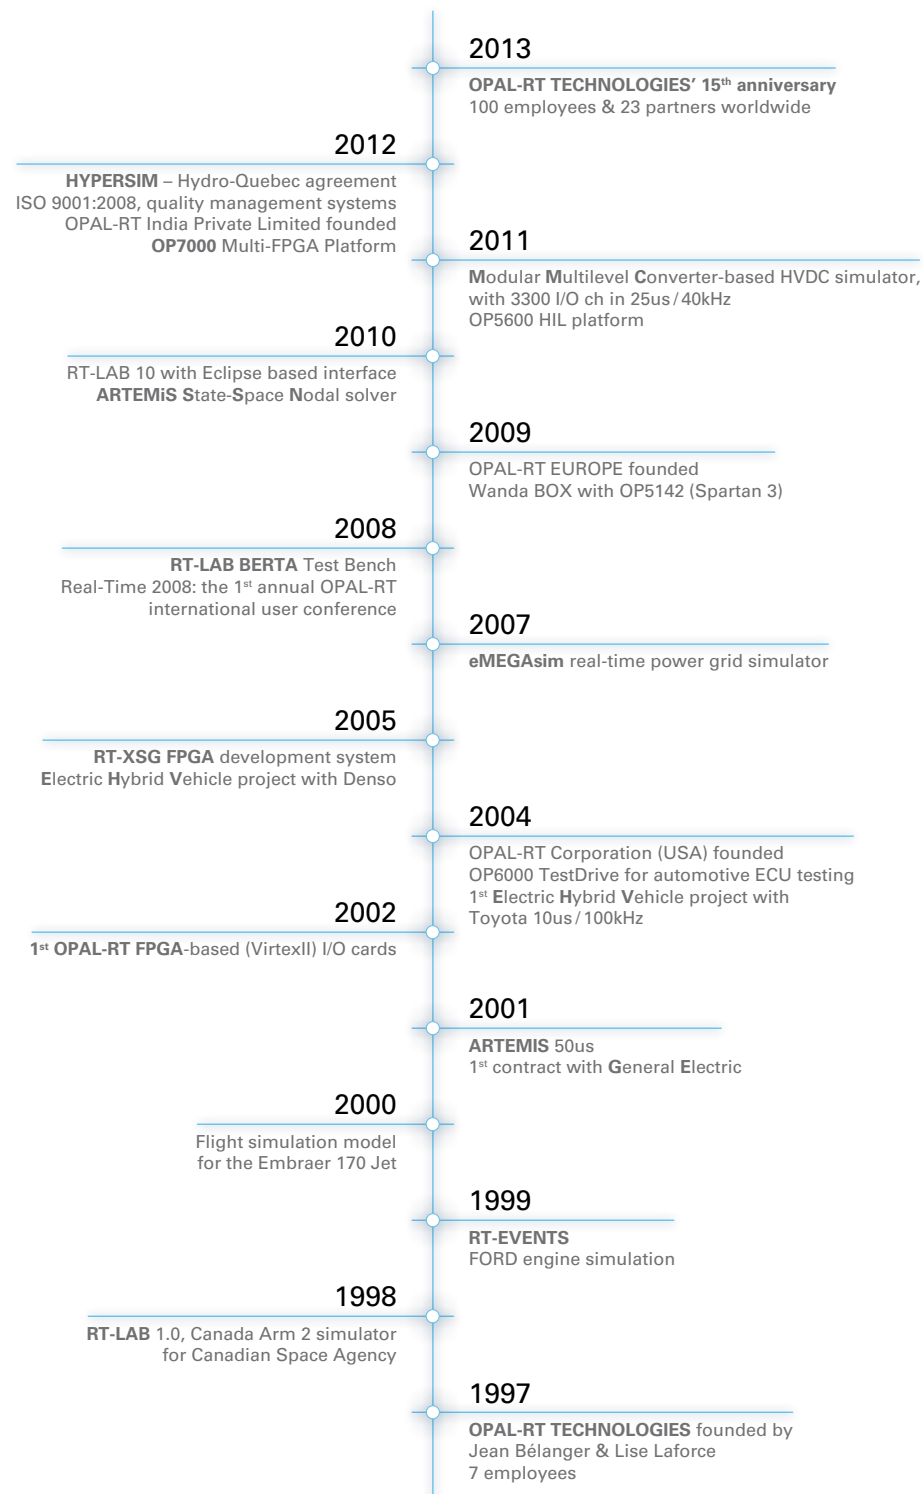 2013
OPAL-RT TECHNOLOGIES’ 15th anniversary
100 employees & 23 partners worldwide
2012
HYPERSIM – Hydro-Quebec agreement
ISO 9001:2008, quality management systems
OPAL-RT India Private Limited founded
OP7000 Multi-FPGA Platform
2011
Modular Multilevel Converter-based HVDC simulator,
with 3300 I/O ch in 25us/40kHz
OP5600 HIL platform
2010
RT-LAB 10 with Eclipse based interface
ARTEMiS State-Space Nodal solver
2009
OPAL-RT EUROPE founded
Wanda BOX with OP5142 (Spartan 3)
2008
RT-LAB BERTA Test Bench
Real-Time 2008: the 1st annual OPAL-RT
international user conference
2007
eMEGAsim real-time power grid simulator
2005
RT-XSG FPGA development system
Electric Hybrid Vehicle project with Denso
2004
OPAL-RT Corporation (USA) founded
OP6000 TestDrive for automotive ECU testing
1st Electric Hybrid Vehicle project with
Toyota 10us/100kHz
2002
1st OPAL-RT FPGA-based (VirtexII) I/O cards
2001
ARTEMIS 50us
1st contract with General Electric
2000
Flight simulation model
for the Embraer 170 Jet
1999
RT-EVENTS
FORD engine simulation
1998
RT-LAB 1.0, Canada Arm 2 simulator
for Canadian Space Agency
1997
OPAL-RT TECHNOLOGIES founded by
Jean Bélanger & Lise Laforce
7 employees